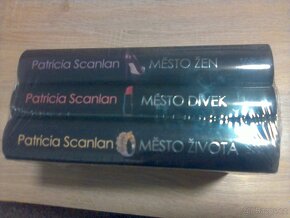 Patricia Scanlan MĚSTO ŽEN
Patricia Scanlan MĚSTO DÍVEK
Patricia Scanlan MĚSTO ŽIVOTA